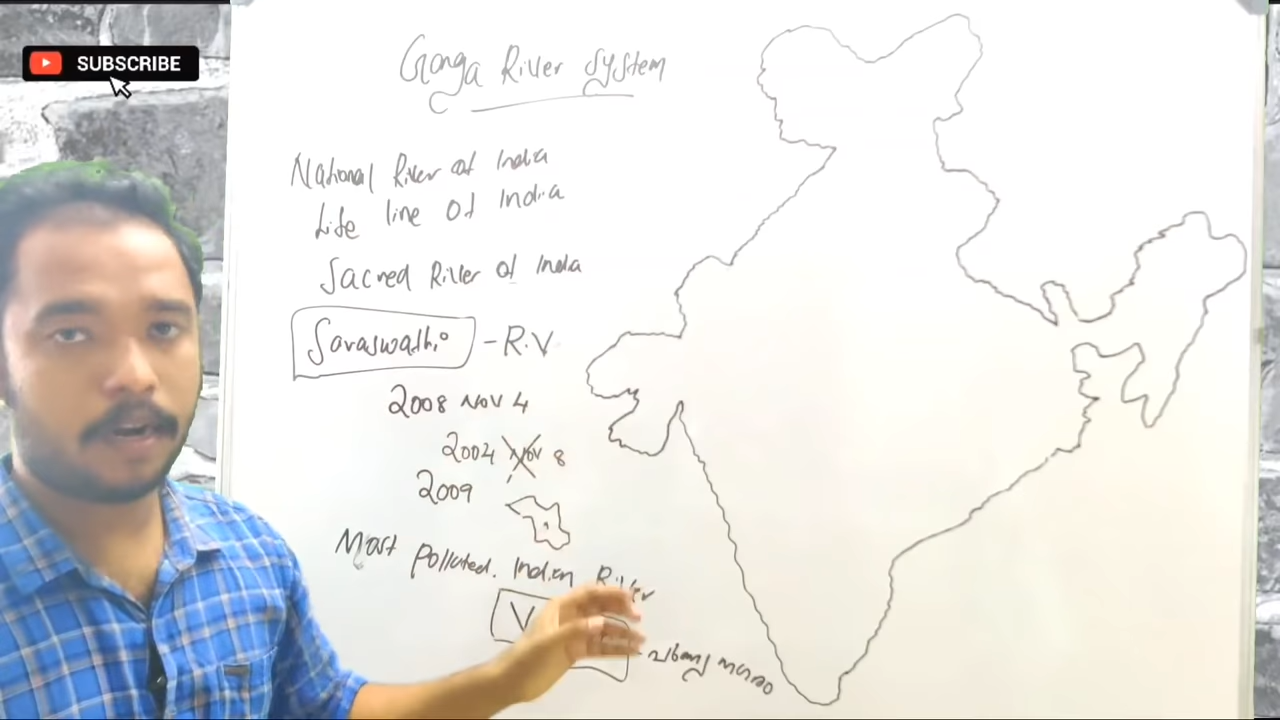 SUBSCRIBE
Ganga River System
National River of India
Life line of India
Sacred River of India
Saraswathi - R.V
2008 NOV 4
2004 Nov 8
2009
Most Polluted. Indian River
V